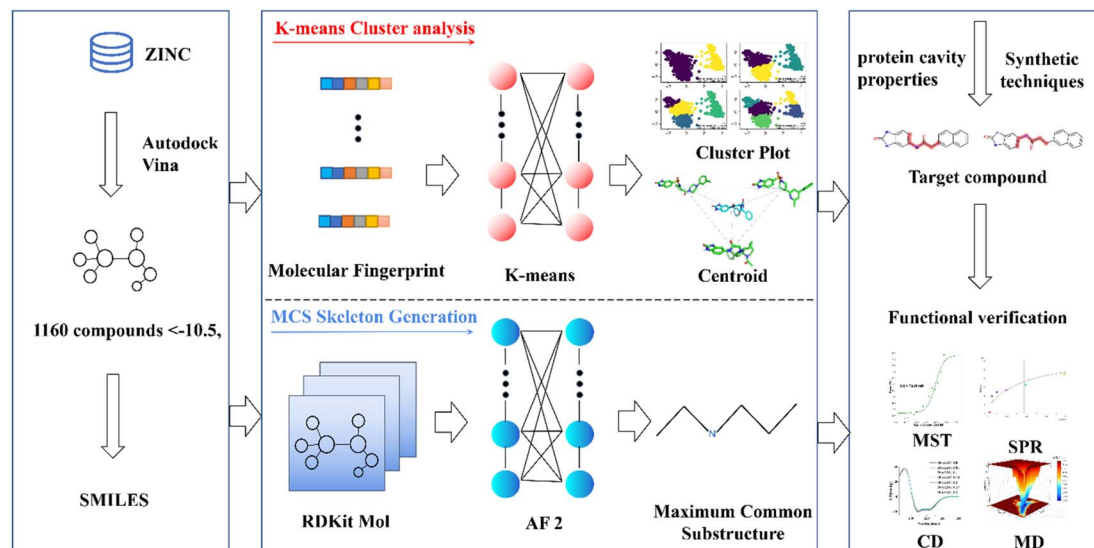 ZINC
Autodock
Vina
1160 compounds <-10.5,
SMILES
K-means Cluster analysis
Molecular Fingerprint
K-means
Cluster Plot
Centroid
MCS Skeleton Generation
RDKit Mol
AF 2
N
Maximum Common
Substructure
protein cavity
properties
Synthetic
techniques
Target compound
Functional verification
MST
SPR
CD
MD